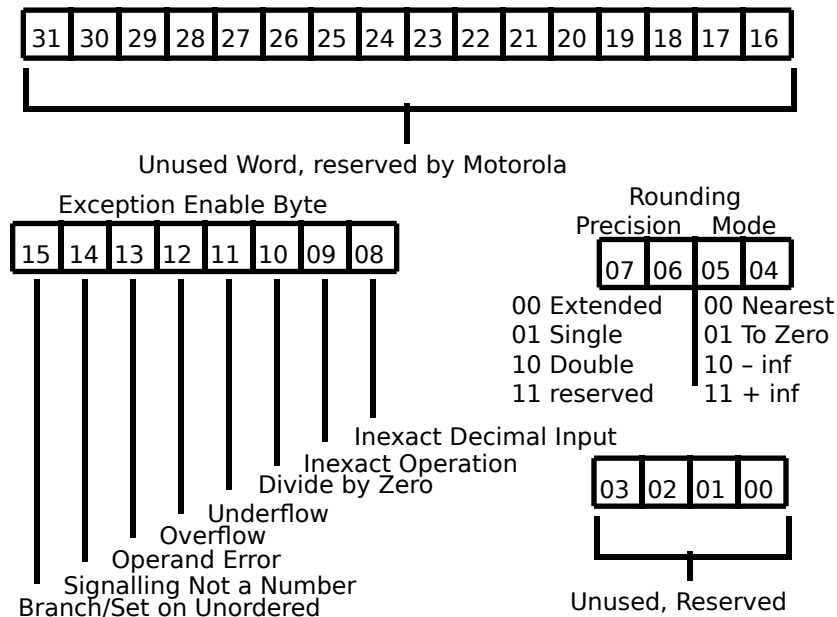 31 30 29 28 27 26 25 24 23 22 21 20 19 18 17 16
Unused Word, reserved by Motorola
Exception Enable Byte
15 14 13 12 11 10 09 08
Inexact Decimal Input
Inexact Operation
Divide by Zero
Underflow
Overflow
Operand Error
Signalling Not a Number
Branch/Set on Unordered
Rounding
Precision Mode
07 06 05 04
00 Extended 00 Nearest
01 Single 01 To Zero
10 Double 10 – inf
11 reserved 11 + inf
03 02 01 00
Unused, Reserved